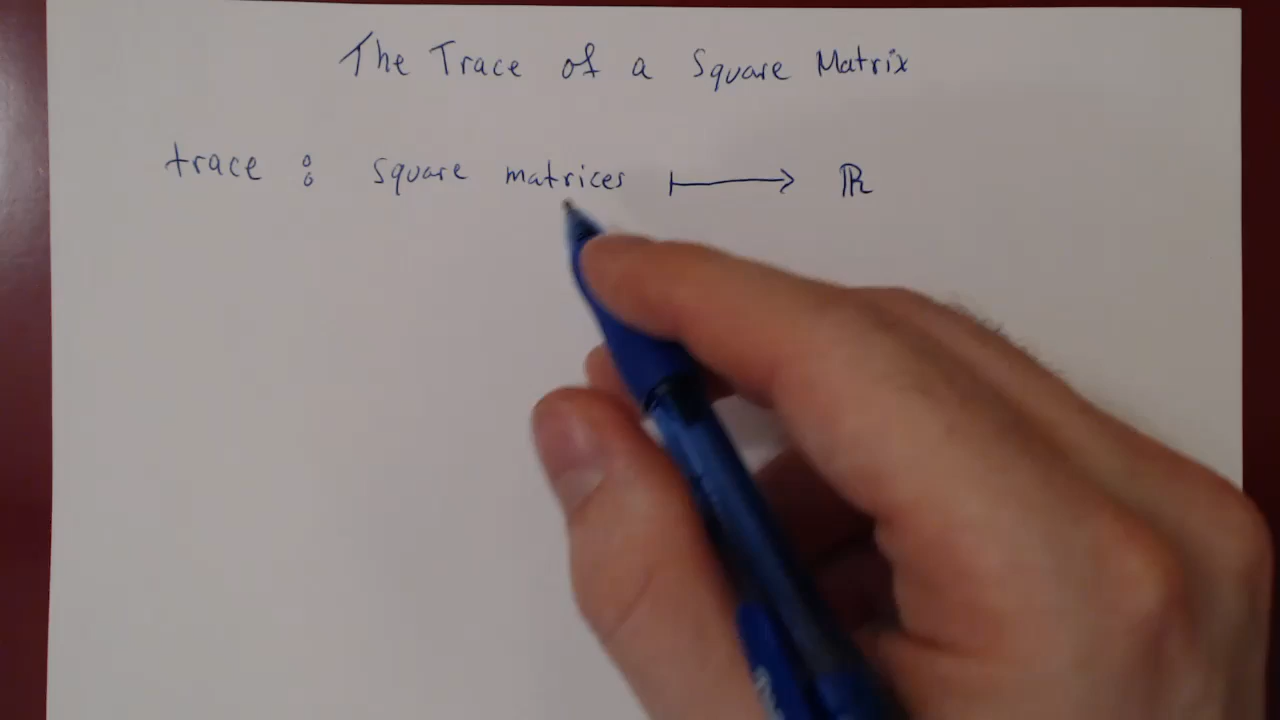 The Trace of a Square Matrix
trace : square matrices ↦ ℝ